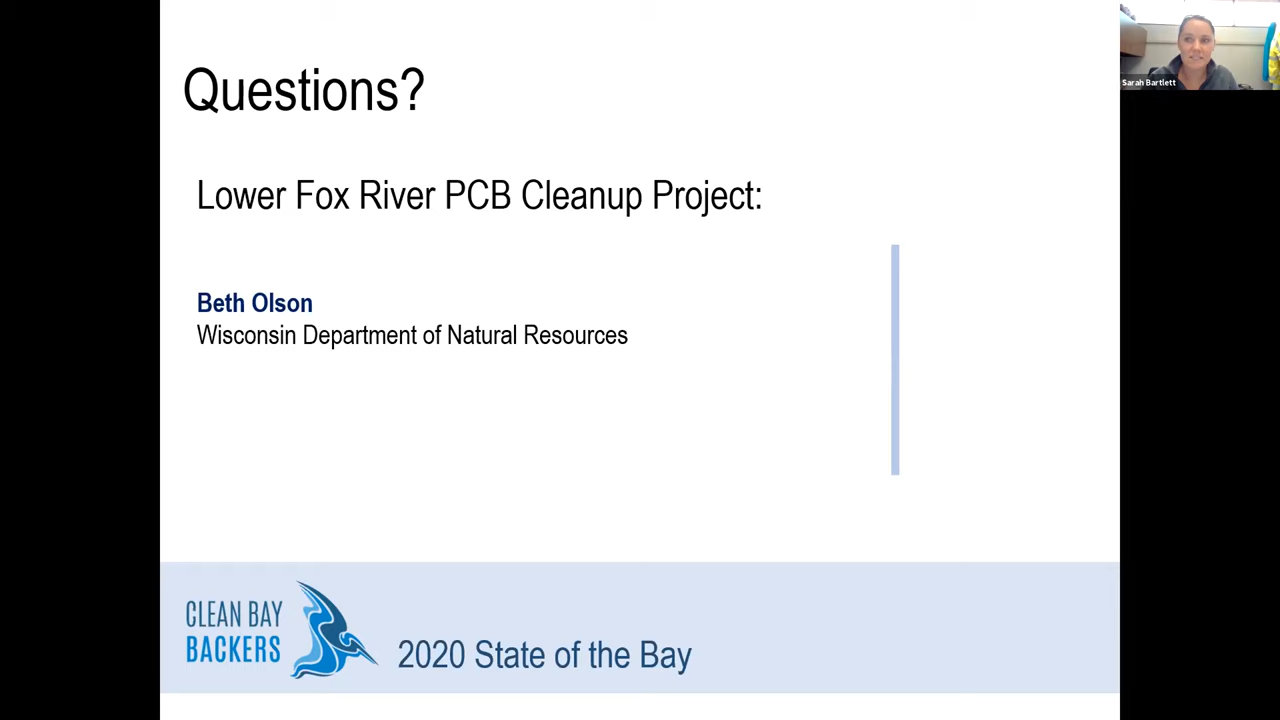 Questions?
Sarah Bartlett
Lower Fox River PCB Cleanup Project:
Beth Olson
Wisconsin Department of Natural Resources
CLEAN BAY
BACKERS
2020 State of the Bay